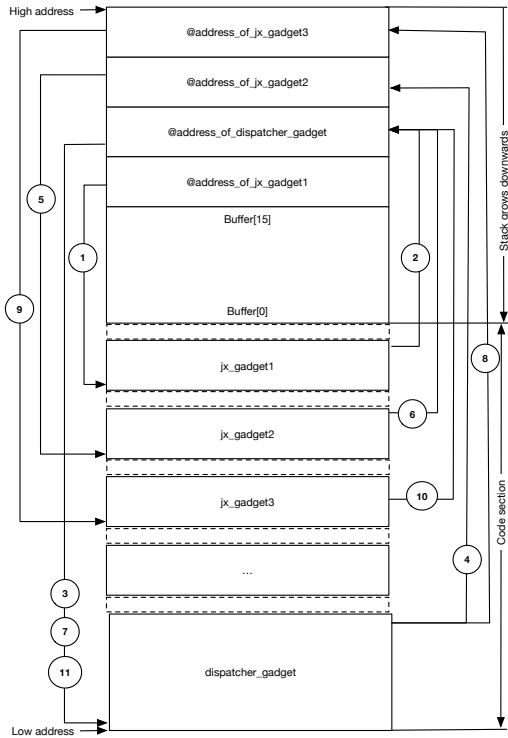 High address
@address_of_jx_gadget3
@address_of_jx_gadget2
@address_of_dispatcher_gadget
@address_of_jx_gadget1
Buffer[15]
Buffer[0]
jx_gadget1
jx_gadget2
jx_gadget3
...
dispatcher_gadget
Low address
1
2
3
4
5
6
7
8
9
10
11
Stack grows downwards
Code section